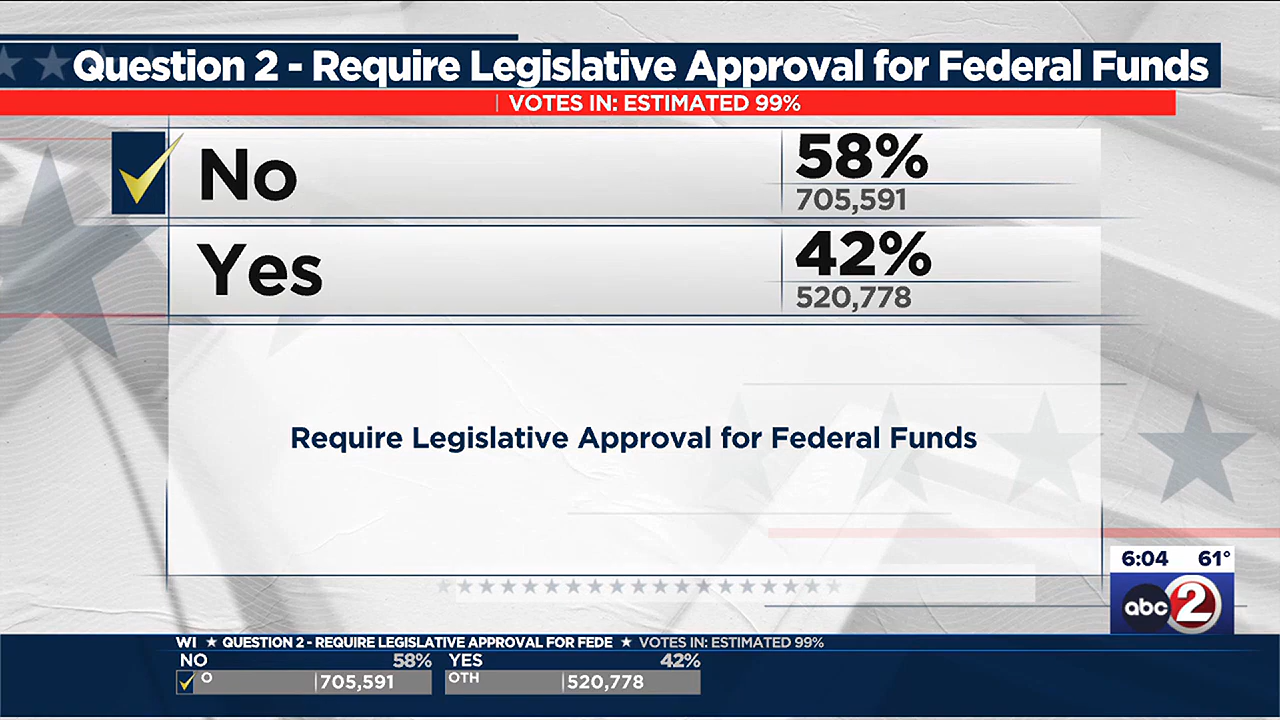 Question 2 - Require Legislative Approval for Federal Funds
VOTES IN: ESTIMATED 99%
No
58%
705,591
Yes
42%
520,778
Require Legislative Approval for Federal Funds
6:04 61°
abc 2
WI ★ QUESTION 2 - REQUIRE LEGISLATIVE APPROVAL FOR FEDE ★ VOTES IN: ESTIMATED 99%
NO 58% YES 42%
O 705,591 OTH 520,778